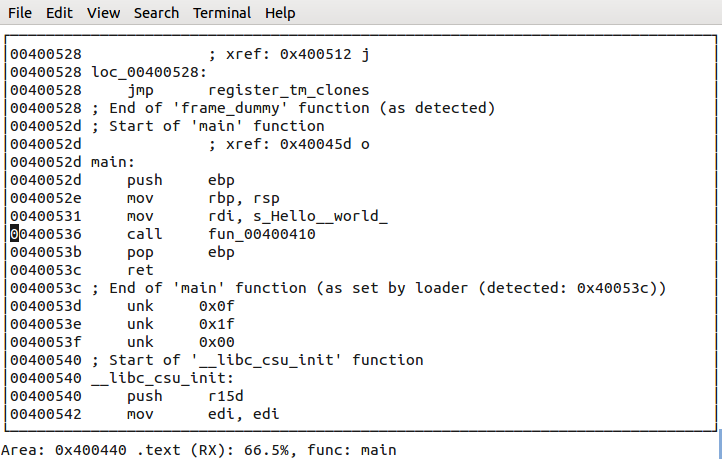 File Edit View Search Terminal Help
00400528              ; xref: 0x400512 j
00400528 loc_00400528:
00400528     jmp      register_tm_clones
00400528 ; End of 'frame_dummy' function (as detected)
0040052d ; Start of 'main' function
0040052d              ; xref: 0x40045d o
0040052d main:
0040052d     push     ebp
0040052e     mov      rbp, rsp
00400531     mov      rdi, s_Hello__world_
00400536     call     fun_00400410
0040053b     pop      ebp
0040053c     ret
0040053c ; End of 'main' function (as set by loader (detected: 0x40053c))
0040053d     unk     0x0f
0040053e     unk     0x1f
0040053f     unk     0x00
00400540 ; Start of '__libc_csu_init' function
00400540 __libc_csu_init:
00400540     push     r15d
00400542     mov      edi, edi
Area: 0x400440 .text (RX): 66.5%, func: main